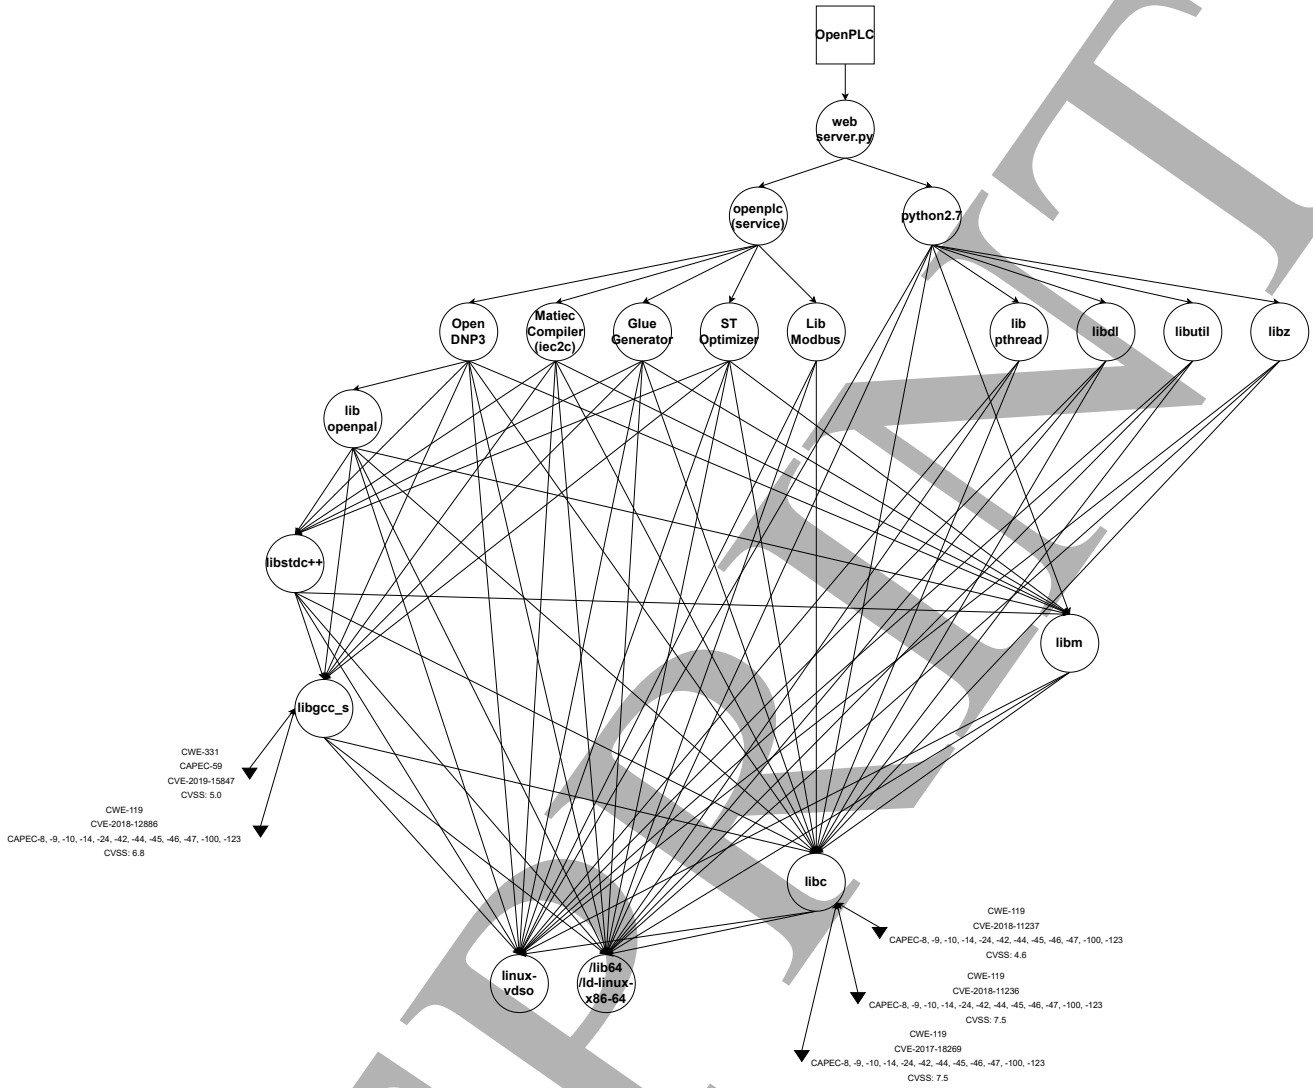 OpenPLC
web
server.py
openplc
(service)
python2.7
Open
DNP3
Matiec
Compiler
(iec2c)
Glue
Generator
ST
Optimizer
Lib
Modbus
lib
pthread
libdl
libutil
libz
lib
openpal
libstdc++
libm
libgcc_s
CWE-331
CAPEC-59
CVE-2019-15847
CVSS: 5.0
CWE-119
CVE-2018-12886
CAPEC-8, -9, -10, -14, -24, -42, -44, -45, -46, -47, -100, -123
CVSS: 6.8
libc
CWE-119
CVE-2018-11237
CAPEC-8, -9, -10, -14, -24, -42, -44, -45, -46, -47, -100, -123
CVSS: 4.6
linux-
vdso
/lib64
/ld-linux-
x86-64
CWE-119
CVE-2018-11236
CAPEC-8, -9, -10, -14, -24, -42, -44, -45, -46, -47, -100, -123
CVSS: 7.5
CWE-119
CVE-2017-18269
CAPEC-8, -9, -10, -14, -24, -42, -44, -45, -46, -47, -100, -123
CVSS: 7.5